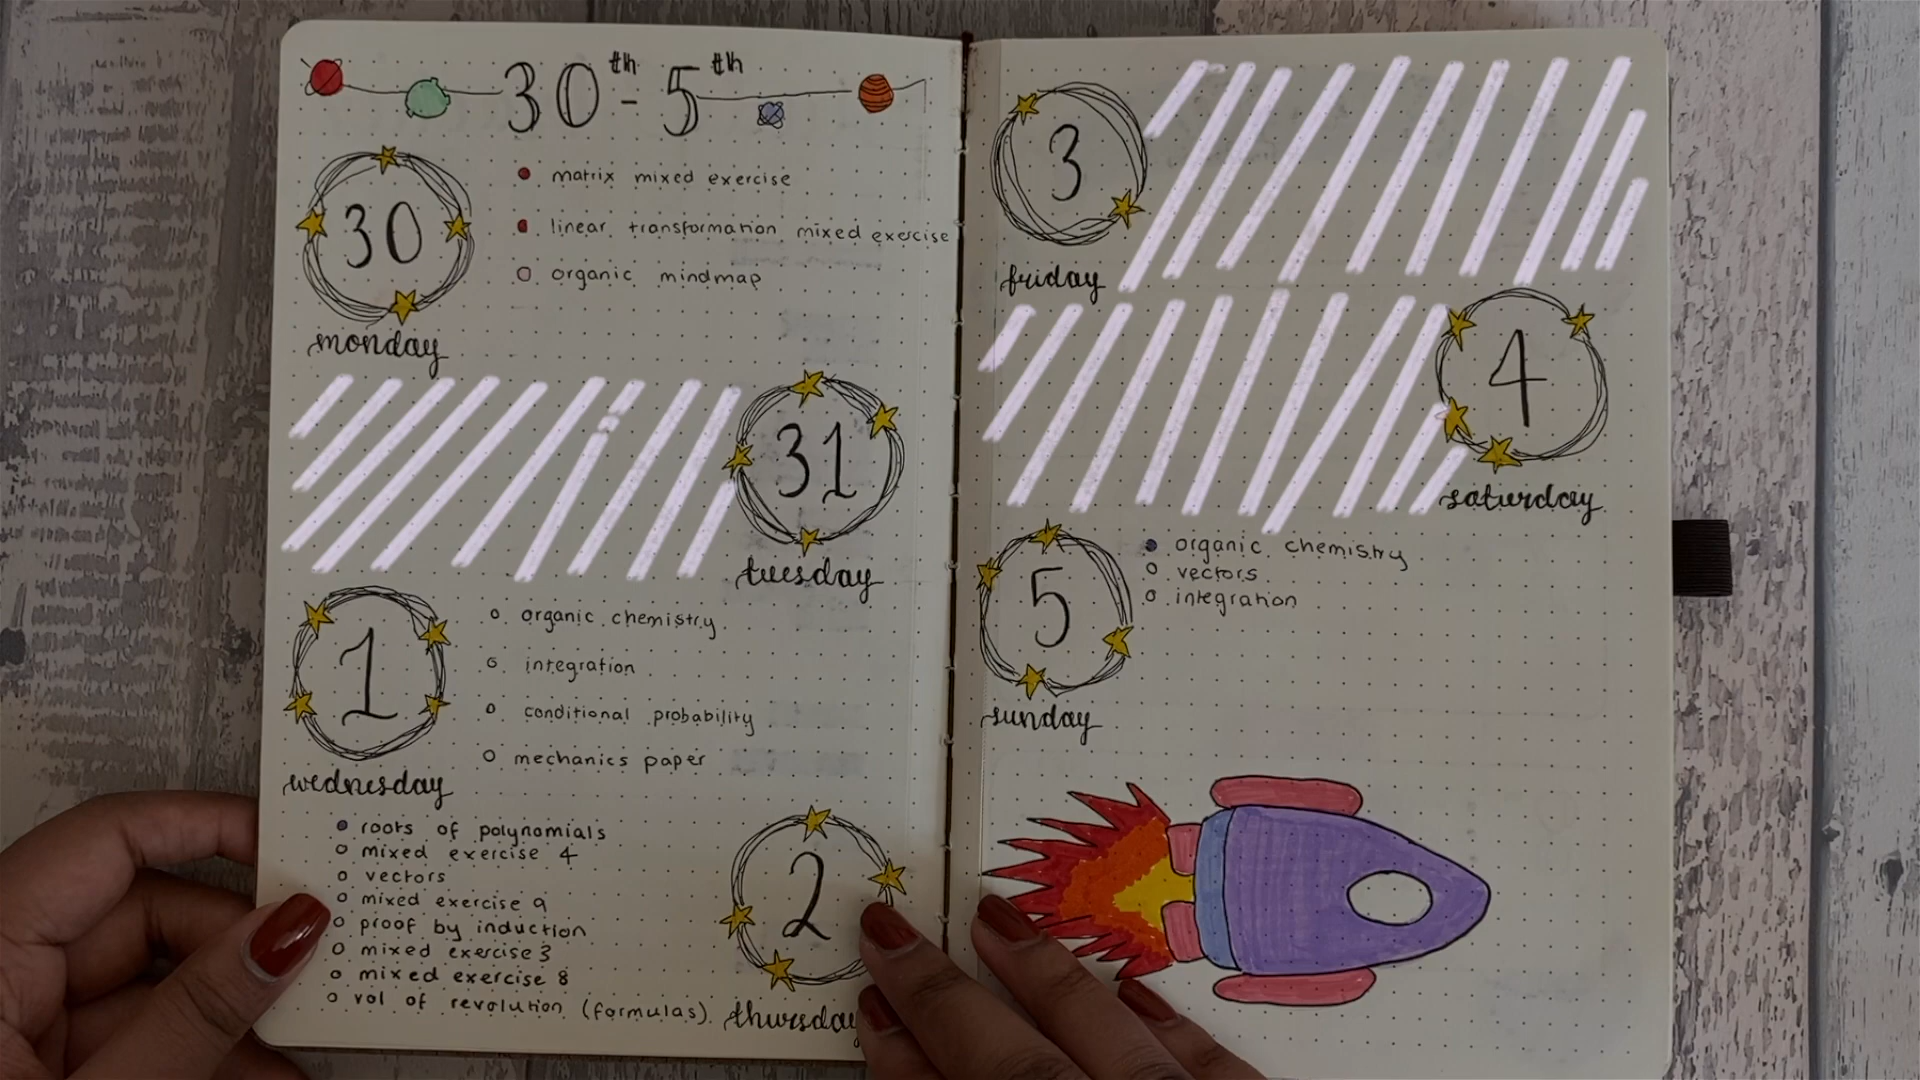 30th - 5th
30
monday
matrix mixed exercise
linear transformation mixed exercise
organic mindmap
31
tuesday
1
wednesday
organic chemistry
integration
conditional probability
mechanics paper
roots of polynomials
mixed exercise 4
vectors
mixed exercise 9
proof by induction
mixed exercise 3
mixed exercise 8
vol of revolution (formulas)
2
thursday
3
friday
4
saturday
5
sunday
organic chemistry
vectors
integration